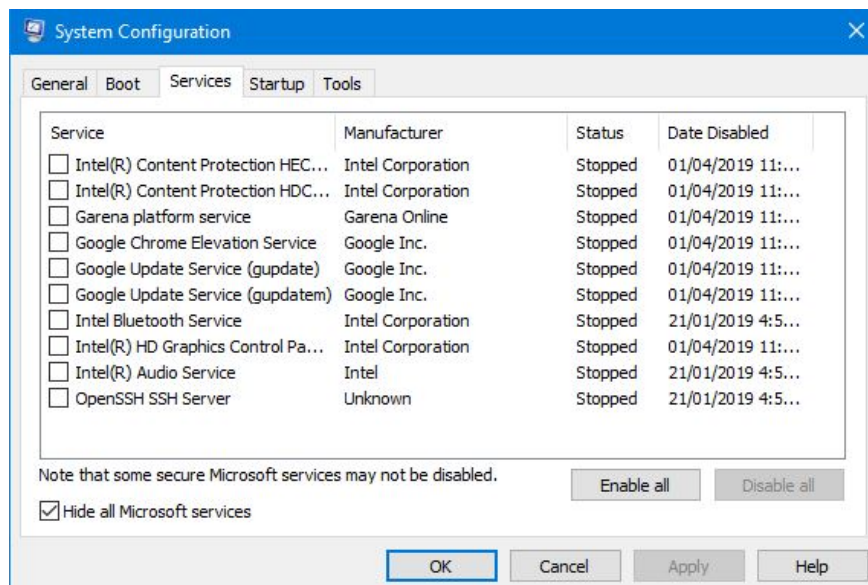 System Configuration
General Boot Services Startup Tools
Service Manufacturer Status Date Disabled
Intel(R) Content Protection HEC... Intel Corporation Stopped 01/04/2019 11:...
Intel(R) Content Protection HDC... Intel Corporation Stopped 01/04/2019 11:...
Garena platform service Garena Online Stopped 01/04/2019 11:...
Google Chrome Elevation Service Google Inc. Stopped 01/04/2019 11:...
Google Update Service (gupdate) Google Inc. Stopped 01/04/2019 11:...
Google Update Service (gupdatem) Google Inc. Stopped 01/04/2019 11:...
Intel Bluetooth Service Intel Corporation Stopped 21/01/2019 4:5...
Intel(R) HD Graphics Control Pa... Intel Corporation Stopped 01/04/2019 11:...
Intel(R) Audio Service Intel Stopped 21/01/2019 4:5...
OpenSSH SSH Server Unknown Stopped 21/01/2019 4:5...
Note that some secure Microsoft services may not be disabled.
Enable all Disable all
Hide all Microsoft services
OK Cancel Apply Help